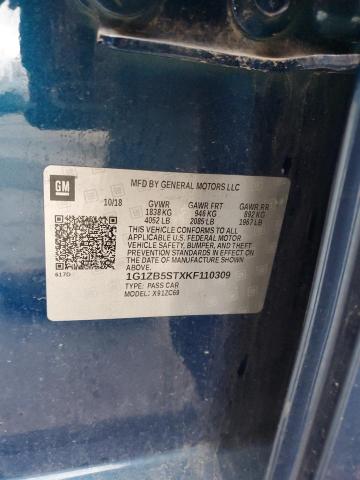 GM
MFD BY GENERAL MOTORS LLC
10/18 GVWR GAWR FRT GAWR RR
1838 KG 946 KG 892 KG
4052 LB 2085 LB 1967 LB
THIS VEHICLE CONFORMS TO ALL
APPLICABLE U.S. FEDERAL MOTOR
VEHICLE SAFETY, BUMPER, AND THEFT
PREVENTION STANDARDS IN EFFECT ON
THE DATE OF MANUFACTURE SHOWN ABOVE.
1G1ZB5STXKF110309
TYPE: PASS CAR
MODEL: X91ZC69